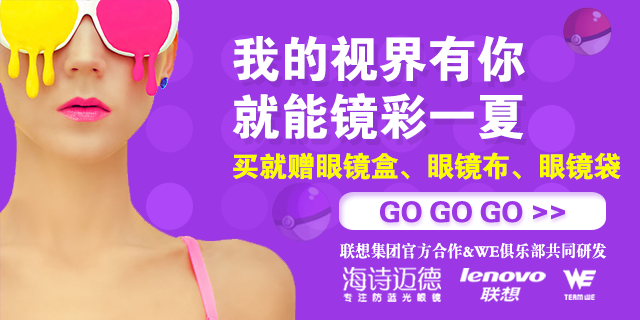 我的视界有你
就能镜彩一夏
买就赠眼镜盒、眼镜布、眼镜袋
GO GO GO >>
联想集团官方合作&WE俱乐部共同研发
海诗迈德
专注防蓝光眼镜
lenovo
联想
WE
TEAM WE